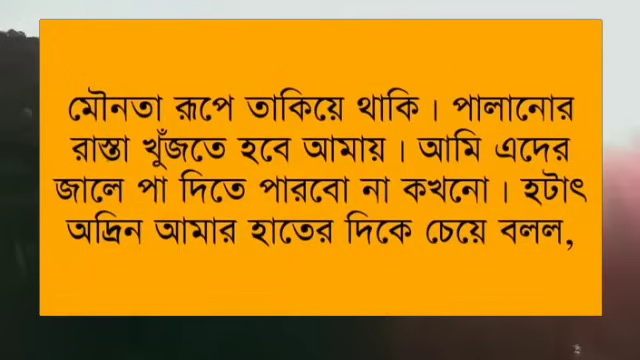 মৌনতা রূপে তাকিয়ে থাকি। পালানোর
রাস্তা খুঁজতে হবে আমায়। আমি এদের
জালে পা দিতে পারবো না কখনো। হটাৎ
অদ্রিন আমার হাতের দিকে চেয়ে বলল,